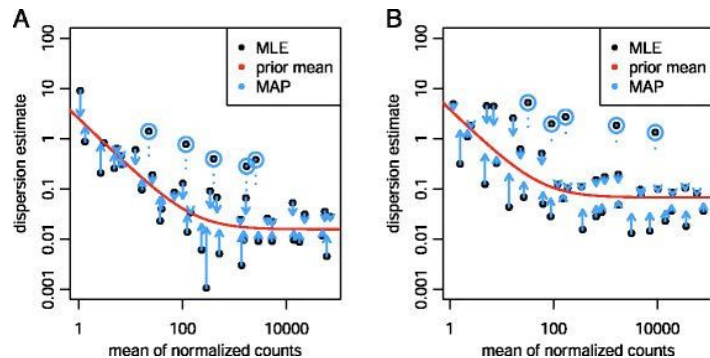 A
100
10
1
0.1
0.01
0.001
dispersion estimate
MLE
prior mean
MAP
1
100
10000
mean of normalized counts
B
100
10
1
0.1
0.01
0.001
dispersion estimate
MLE
prior mean
MAP
1
100
10000
mean of normalized counts